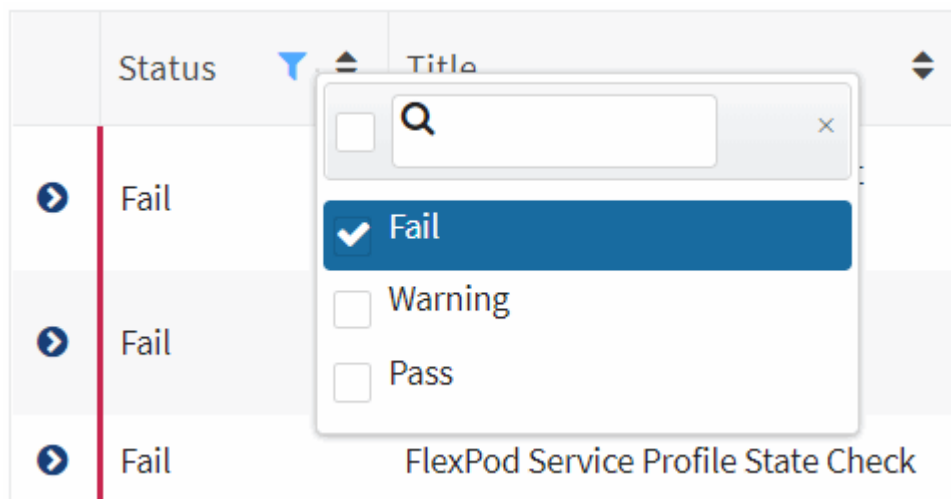 Status Title
×
Fail
Fail
Warning
Fail
Pass
Fail FlexPod Service Profile State Check